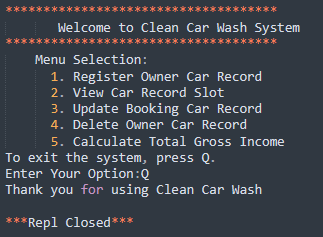 ************************************
Welcome to Clean Car Wash System
************************************
Menu Selection:
1. Register Owner Car Record
2. View Car Record Slot
3. Update Booking Car Record
4. Delete Owner Car Record
5. Calculate Total Gross Income
To exit the system, press Q.
Enter Your Option:Q
Thank you for using Clean Car Wash
***Repl Closed***